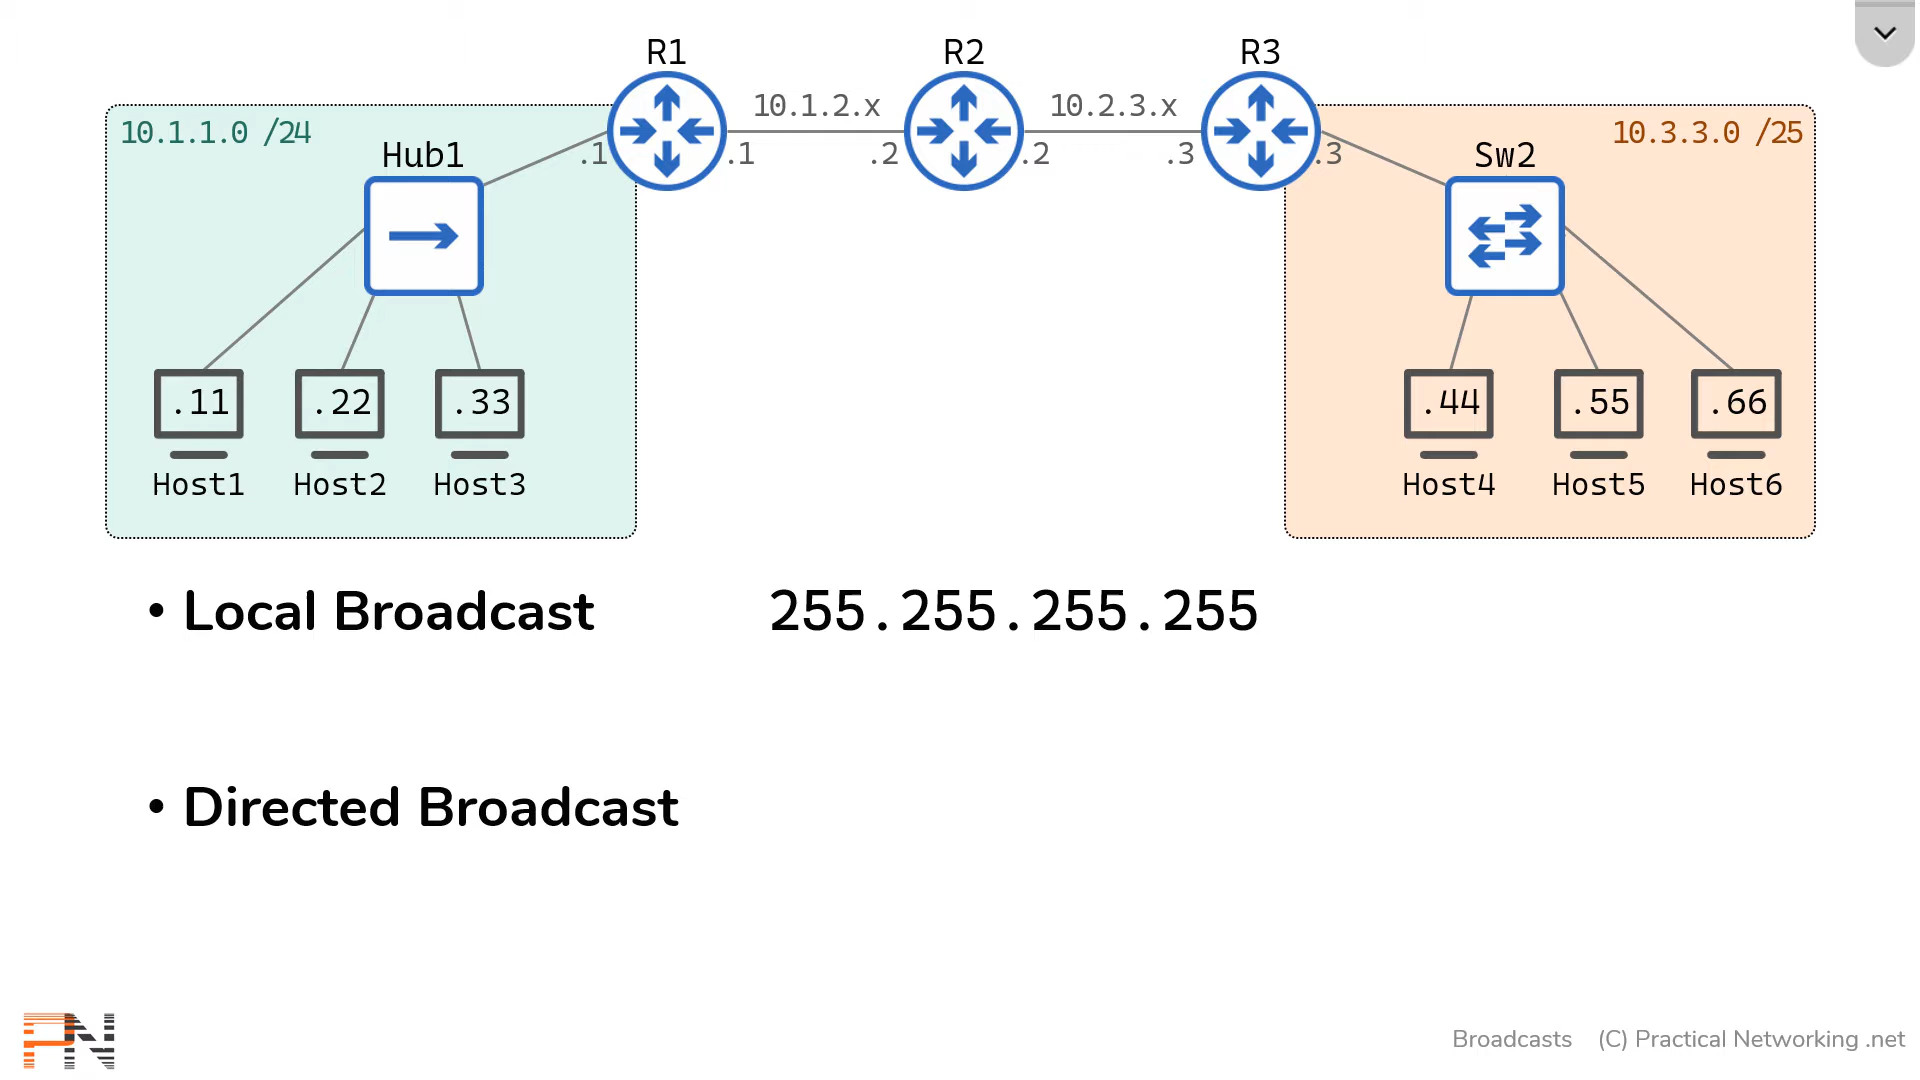 R1
R2
R3
10.1.2.x
10.2.3.x
10.1.1.0 /24
10.3.3.0 /25
Hub1
Sw2
.1
.1
.2
.2
.3
.3
.11
.22
.33
.44
.55
.66
Host1
Host2
Host3
Host4
Host5
Host6
• Local Broadcast 255.255.255.255
• Directed Broadcast
PN
Broadcasts (C) Practical Networking .net